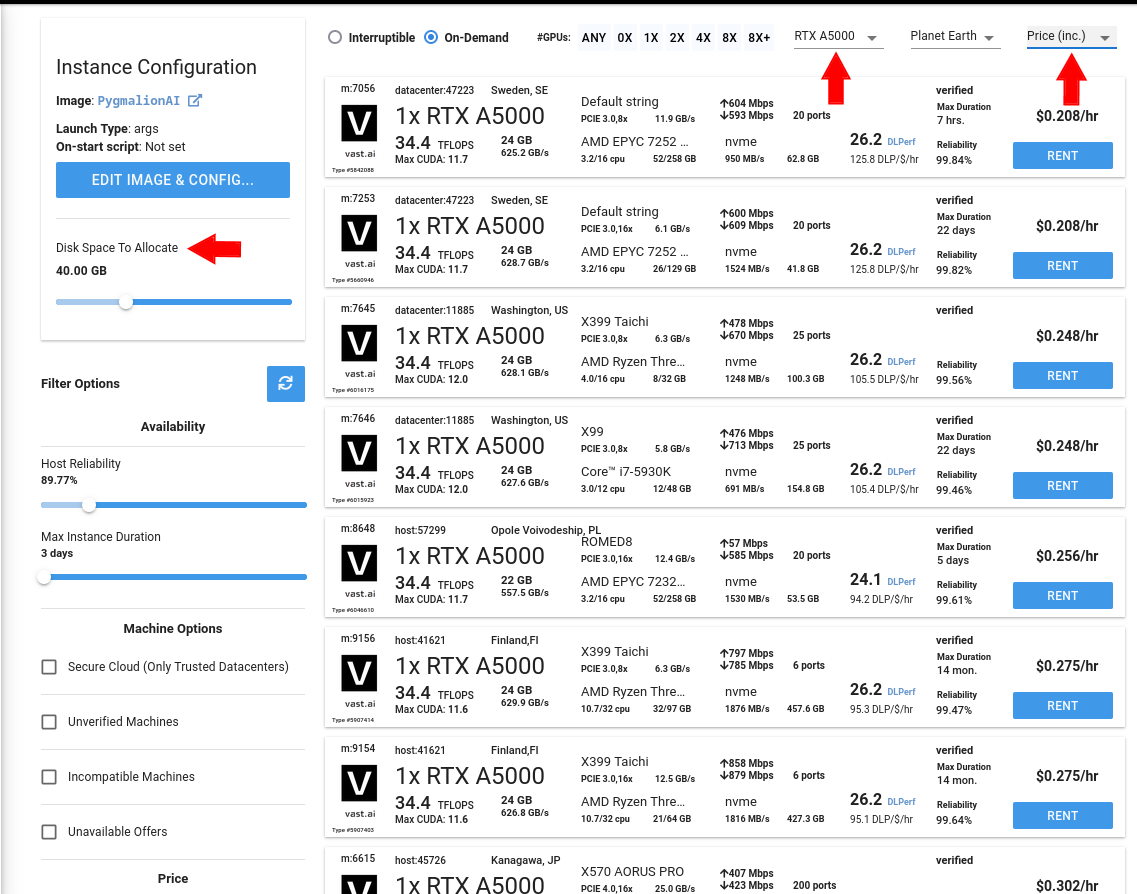 Instance Configuration
Image: PygmalionAI
Launch Type: args
On-start script: Not set
EDIT IMAGE & CONFIG...
Disk Space To Allocate
40.00 GB
Filter Options
Availability
Host Reliability
89.77%
Max Instance Duration
3 days
Machine Options
Secure Cloud (Only Trusted Datacenters)
Unverified Machines
Incompatible Machines
Unavailable Offers
Price
Interruptible On-Demand #GPUs: ANY 0X 1X 2X 4X 8X 8X+ RTX A5000 Planet Earth Price (inc.)
m:7056 datacenter:47223 Sweden, SE
V
vast.ai
Type #5842088
1x RTX A5000
34.4 TFLOPS
Max CUDA: 11.7
24 GB
625.2 GB/s
Default string
PCIE 3.0,8x 11.9 GB/s
AMD EPYC 7252 ...
3.2/16 cpu 52/258 GB
↑604 Mbps
↓593 Mbps 20 ports
nvme
950 MB/s 62.8 GB
26.2 DLPerf
125.8 DLP/$/hr
verified
Max Duration
7 hrs.
Reliability
99.84%
$0.208/hr
RENT
m:7253 datacenter:47223 Sweden, SE
V
vast.ai
Type #5660946
1x RTX A5000
34.4 TFLOPS
Max CUDA: 11.7
24 GB
628.7 GB/s
Default string
PCIE 3.0,16x 6.1 GB/s
AMD EPYC 7252 ...
3.2/16 cpu 26/129 GB
↑600 Mbps
↓609 Mbps 20 ports
nvme
1524 MB/s 41.8 GB
26.2 DLPerf
125.8 DLP/$/hr
verified
Max Duration
22 days
Reliability
99.82%
$0.208/hr
RENT
m:7645 datacenter:11885 Washington, US
V
vast.ai
Type #6016175
1x RTX A5000
34.4 TFLOPS
Max CUDA: 12.0
24 GB
628.1 GB/s
X399 Taichi
PCIE 3.0,8x 6.3 GB/s
AMD Ryzen Thre...
4.0/16 cpu 8/32 GB
↑478 Mbps
↓670 Mbps 25 ports
nvme
1248 MB/s 100.3 GB
26.2 DLPerf
105.5 DLP/$/hr
verified
Reliability
99.56%
$0.248/hr
RENT
m:7646 datacenter:11885 Washington, US
V
vast.ai
Type #6015923
1x RTX A5000
34.4 TFLOPS
Max CUDA: 12.0
24 GB
627.6 GB/s
X99
PCIE 3.0,8x 5.8 GB/s
Core™ i7-5930K
3.0/12 cpu 12/48 GB
↑476 Mbps
↓713 Mbps 25 ports
nvme
691 MB/s 154.8 GB
26.2 DLPerf
105.4 DLP/$/hr
verified
Max Duration
22 days
Reliability
99.46%
$0.248/hr
RENT
m:8648 host:57299 Opole Voivodeship, PL
V
vast.ai
Type #6046610
1x RTX A5000
34.4 TFLOPS
Max CUDA: 11.7
22 GB
557.5 GB/s
ROMED8
PCIE 3.0,16x 12.4 GB/s
AMD EPYC 7232...
3.2/16 cpu 52/258 GB
↑57 Mbps
↓585 Mbps 20 ports
nvme
1530 MB/s 53.5 GB
24.1 DLPerf
94.2 DLP/$/hr
verified
Max Duration
5 days
Reliability
99.61%
$0.256/hr
RENT
m:9156 host:41621 Finland,FI
V
vast.ai
Type #5907414
1x RTX A5000
34.4 TFLOPS
Max CUDA: 11.6
24 GB
629.9 GB/s
X399 Taichi
PCIE 3.0,8x 6.3 GB/s
AMD Ryzen Thre...
10.7/32 cpu 32/97 GB
↑797 Mbps
↓785 Mbps 6 ports
nvme
1876 MB/s 457.6 GB
26.2 DLPerf
95.3 DLP/$/hr
verified
Max Duration
14 mon.
Reliability
99.47%
$0.275/hr
RENT
m:9154 host:41621 Finland,FI
V
vast.ai
Type #5907403
1x RTX A5000
34.4 TFLOPS
Max CUDA: 11.6
24 GB
626.8 GB/s
X399 Taichi
PCIE 3.0,16x 12.5 GB/s
AMD Ryzen Thre...
10.7/32 cpu 21/64 GB
↑858 Mbps
↓879 Mbps 6 ports
nvme
1816 MB/s 427.3 GB
26.2 DLPerf
95.1 DLP/$/hr
verified
Max Duration
14 mon.
Reliability
99.64%
$0.275/hr
RENT
m:6615 host:45726 Kanagawa, JP
V
1x RTX A5000
24 GB
X570 AORUS PRO
PCIE 4.0,16x 25.0 GB/s
↑407 Mbps
↓423 Mbps 200 ports
verified
$0.302/hr